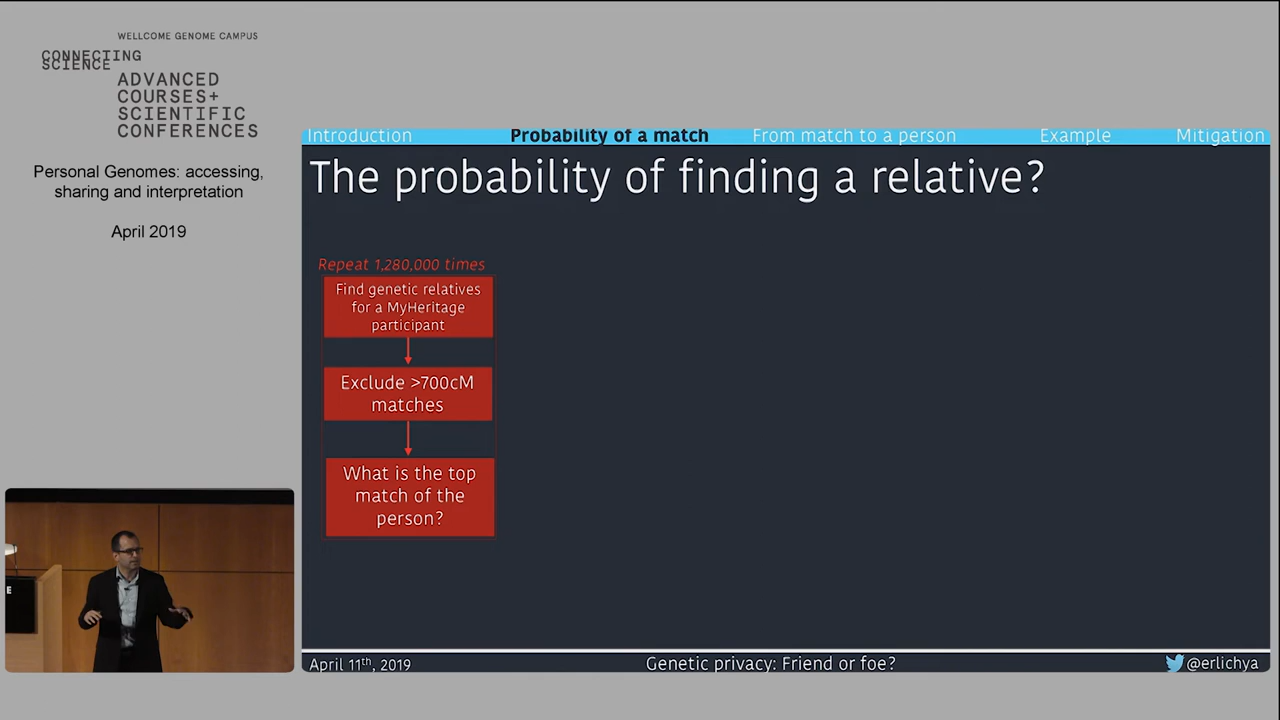 WELLCOME GENOME CAMPUS
CONNECTING
SCIENCE
ADVANCED
COURSES+
SCIENTIFIC
CONFERENCES
Personal Genomes: accessing,
sharing and interpretation
April 2019
Introduction Probability of a match From match to a person Example Mitigation
The probability of finding a relative?
Repeat 1,280,000 times
Find genetic relatives
for a MyHeritage
participant
Exclude >700cM
matches
What is the top
match of the
person?
E
April 11th, 2019 Genetic privacy: Friend or foe? @erlichya